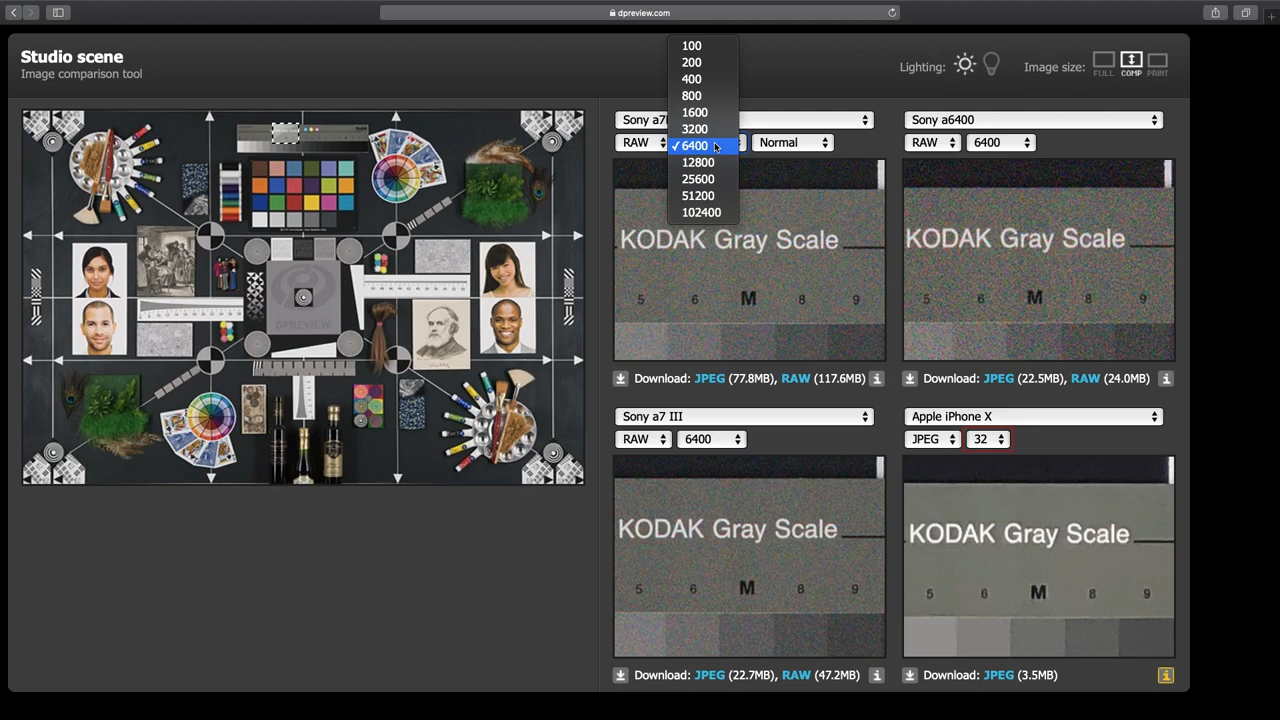 dpreview.com
Studio scene
Image comparison tool
Lighting:
Image size:
FULL
COMP
PRINT
100
200
400
800
1600
3200
✓6400
12800
25600
51200
102400
Sony a7
RAW
Normal
KODAK Gray Scale
5 6 M 8 9
Download: JPEG (77.8MB), RAW (117.6MB)
Sony a6400
RAW
6400
KODAK Gray Scale
5 6 M 8 9
Download: JPEG (22.5MB), RAW (24.0MB)
Sony a7 III
RAW
6400
KODAK Gray Scale
5 6 M 8 9
Download: JPEG (22.7MB), RAW (47.2MB)
Apple iPhone X
JPEG
32
KODAK Gray Scale
5 6 M 8 9
Download: JPEG (3.5MB)
DPREVIEW